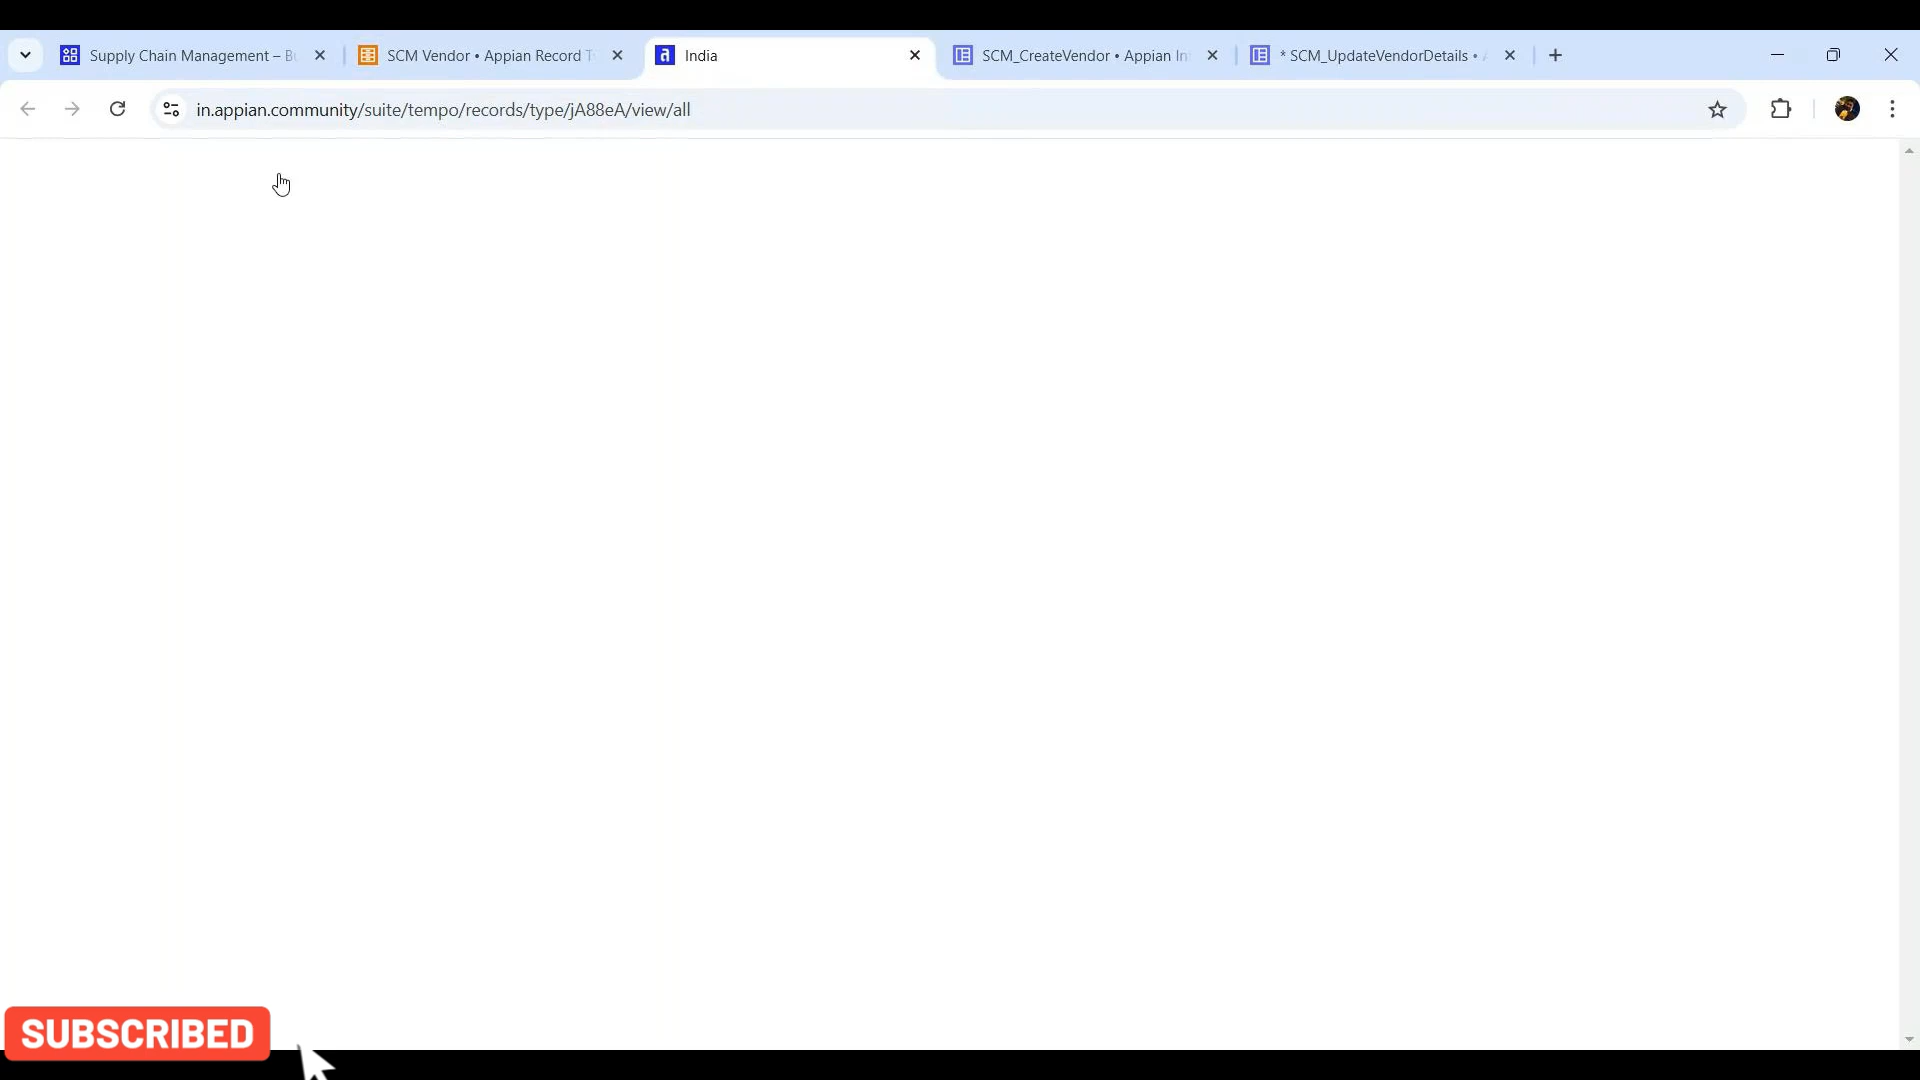 Supply Chain Management – B
SCM Vendor • Appian Record T
India
SCM_CreateVendor • Appian In
* SCM_UpdateVendorDetails •
in.appian.community/suite/tempo/records/type/jA88eA/view/all
SUBSCRIBED